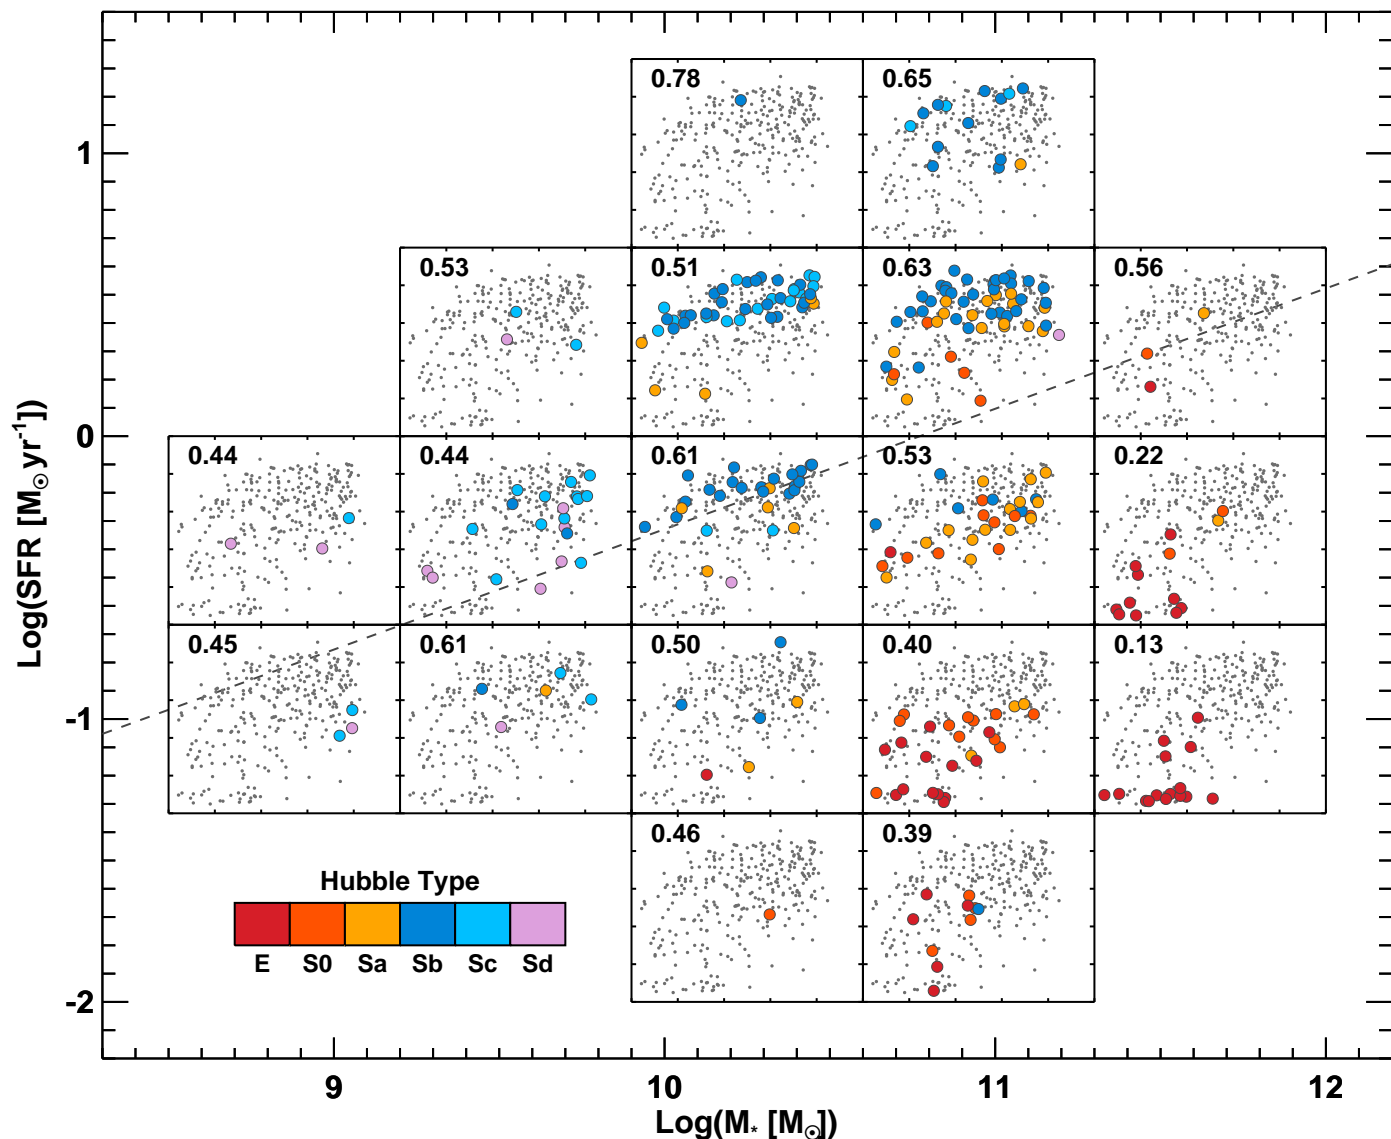 0.78 0.65
1
0.53 0.51 0.63 0.56
0
0.44 0.44 0.61 0.53 0.22
0.45 0.61 0.50 0.40 0.13
-1
0.46 0.39
Hubble Type
E S0 Sa Sb Sc Sd
-2
9 10 11 12
Log(M* [M⊙])
Log(SFR [M⊙yr-1])